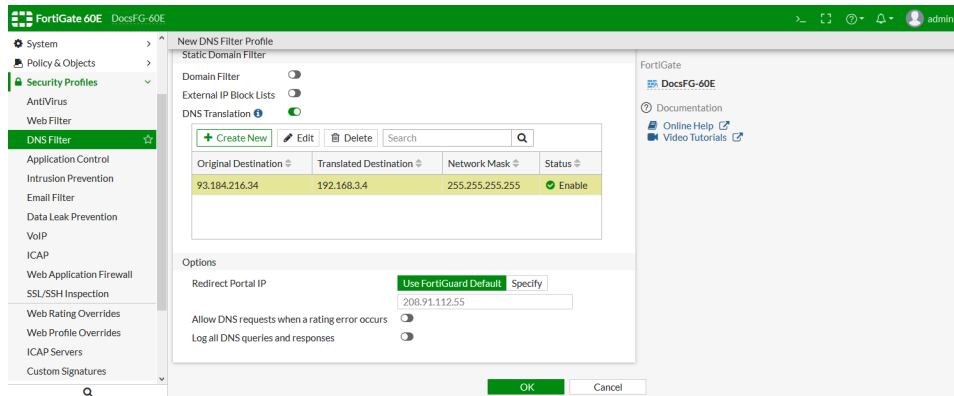 FortiGate 60E DocsFG-60E
>_ admin
System
Policy & Objects
Security Profiles
AntiVirus
Web Filter
DNS Filter
Application Control
Intrusion Prevention
Email Filter
Data Leak Prevention
VoIP
ICAP
Web Application Firewall
SSL/SSH Inspection
Web Rating Overrides
Web Profile Overrides
ICAP Servers
Custom Signatures
New DNS Filter Profile
Static Domain Filter
Domain Filter
External IP Block Lists
DNS Translation
+ Create New Edit Delete Search
Original Destination Translated Destination Network Mask Status
93.184.216.34 192.168.3.4 255.255.255.255 Enable
Options
Redirect Portal IP Use FortiGuard Default Specify
208.91.112.55
Allow DNS requests when a rating error occurs
Log all DNS queries and responses
OK Cancel
FortiGate
DocsFG-60E
Documentation
Online Help
Video Tutorials